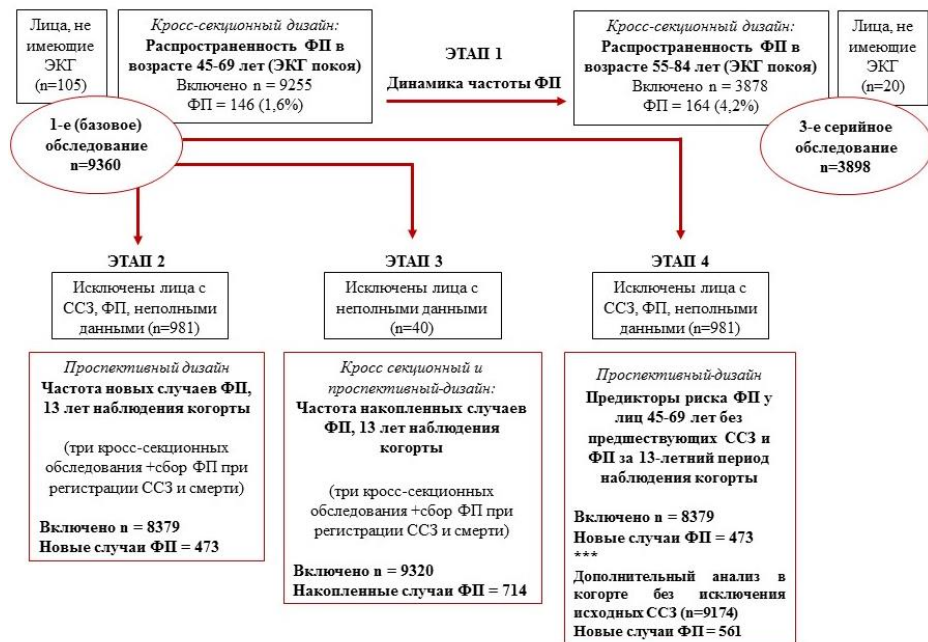 Лица, не
имеющие
ЭКГ
(n=105)
Кросс-секционный дизайн:
Распространенность ФП в
возрасте 45-69 лет (ЭКГ покоя)
Включено n = 9255
ФП = 146 (1,6%)
ЭТАП 1
Динамика частоты ФП
Кросс-секционный дизайн:
Распространенность ФП в
возрасте 55-84 лет (ЭКГ покоя)
Включено n = 3878
ФП = 164 (4,2%)
Лица, не
имеющие
ЭКГ
(n=20)
1-е (базовое)
обследование
n=9360
3-е серийное
обследование
n=3898
ЭТАП 2
Исключены лица с
ССЗ, ФП, неполными
данными (n=981)
Проспективный дизайн
Частота новых случаев ФП,
13 лет наблюдения когорты
(три кросс-секционных
обследования +сбор ФП при
регистрации ССЗ и смерти)
Включено n = 8379
Новые случаи ФП = 473
ЭТАП 3
Исключены лица с
неполными данными
(n=40)
Кросс секционный и
проспективный-дизайн:
Частота накопленных случаев
ФП, 13 лет наблюдения
когорты
(три кросс-секционных
обследования +сбор ФП при
регистрации ССЗ и смерти)
Включено n = 9320
Накопленные случаи ФП = 714
ЭТАП 4
Исключены лица с
ССЗ, ФП, неполными
данными (n=981)
Проспективный-дизайн
Предикторы риска ФП у
лиц 45-69 лет без
предшествующих ССЗ и
ФП за 13-летний период
наблюдения когорты
Включено n = 8379
Новые случаи ФП = 473
***
Дополнительный анализ в
когорте без исключения
исходных ССЗ (n=9174)
Новые случаи ФП = 561